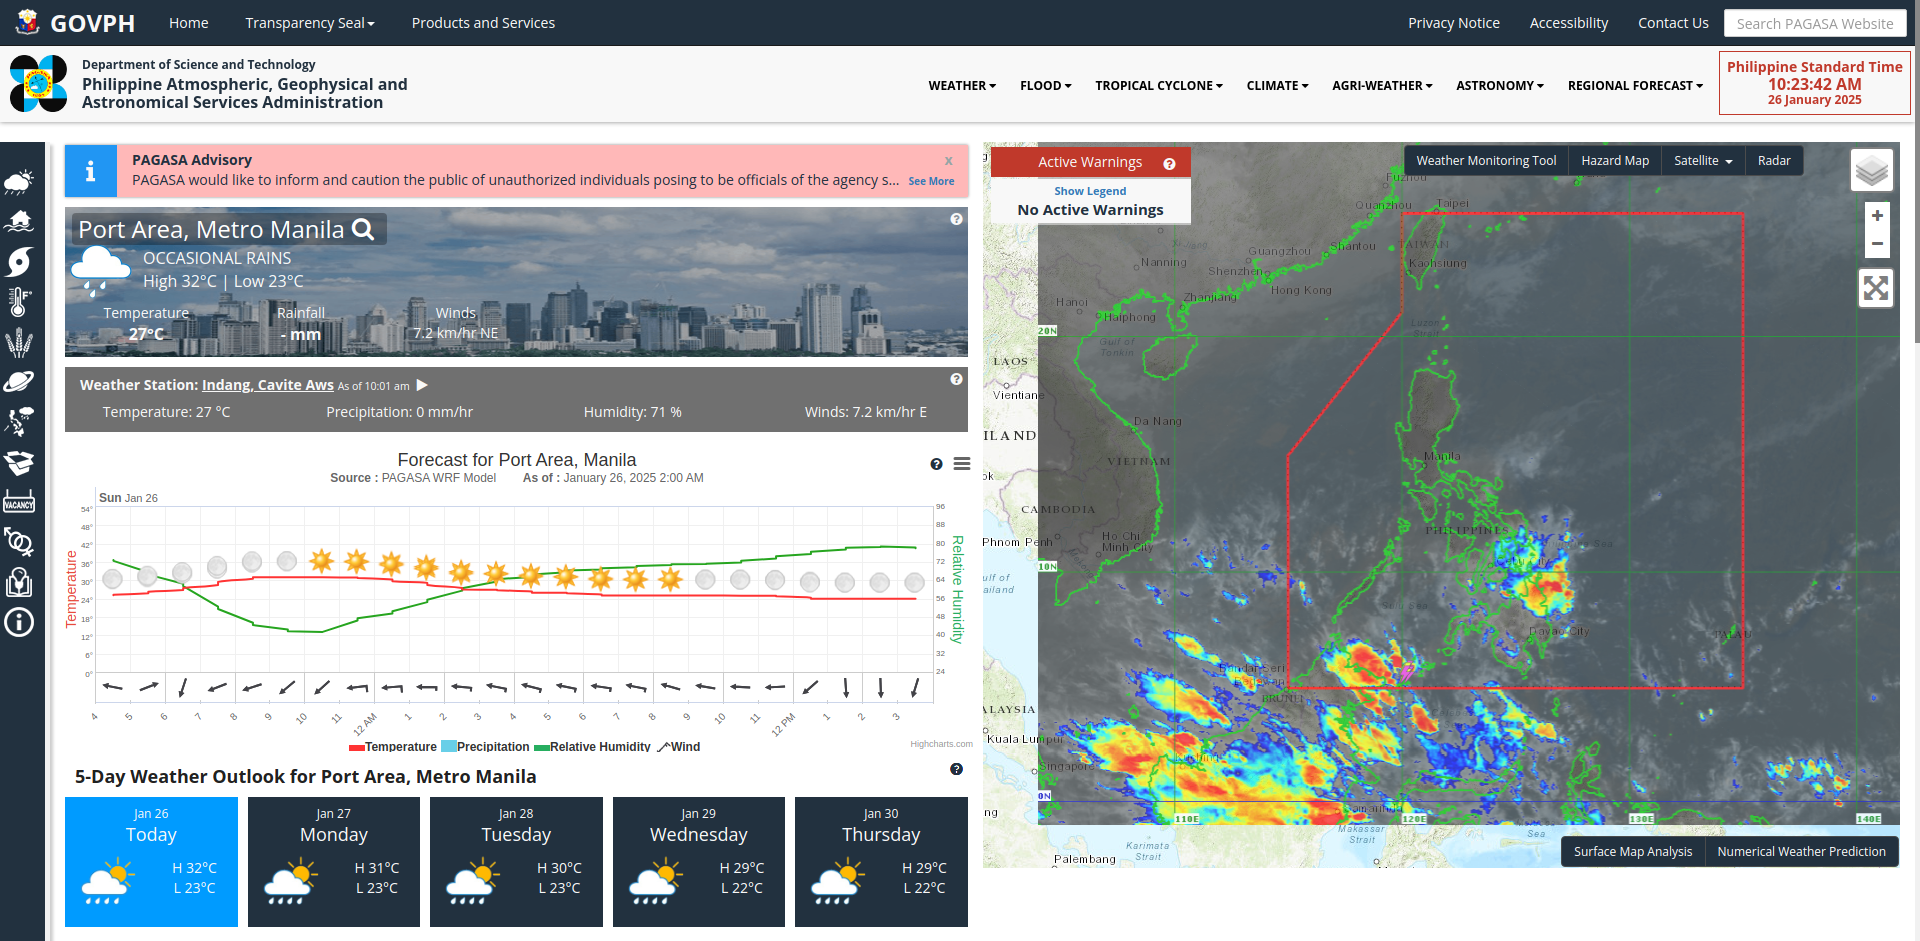 GOVPH
Home
Transparency Seal
Products and Services
Privacy Notice
Accessibility
Contact Us
Search PAGASA Website
Department of Science and Technology
Philippine Atmospheric, Geophysical and
Astronomical Services Administration
WEATHER
FLOOD
TROPICAL CYCLONE
CLIMATE
AGRI-WEATHER
ASTRONOMY
REGIONAL FORECAST
Philippine Standard Time
10:23:42 AM
26 January 2025
VACANCY
PAGASA Advisory
x
PAGASA would like to inform and caution the public of unauthorized individuals posing to be officials of the agency s... See More
Port Area, Metro Manila
OCCASIONAL RAINS
High 32°C | Low 23°C
Temperature
27°C
Rainfall
- mm
Winds
7.2 km/hr NE
Weather Station: Indang, Cavite Aws As of 10:01 am
Temperature: 27 °C
Precipitation: 0 mm/hr
Humidity: 71 %
Winds: 7.2 km/hr E
Forecast for Port Area, Manila
Source : PAGASA WRF Model As of : January 26, 2025 2:00 AM
Sun Jan 26
Temperature
54°
48°
42°
36°
30°
24°
18°
12°
6°
0°
96
88
80
72
64
56
48
40
32
24
Relative Humidity
4 5 6 7 8 9 10 11 12 AM 1 2 3 4 5 6 7 8 9 10 11 12 PM 1 2 3
Temperature Precipitation Relative Humidity Wind
Highcharts.com
5-Day Weather Outlook for Port Area, Metro Manila
Jan 26
Today
H 32°C
L 23°C
Jan 27
Monday
H 31°C
L 23°C
Jan 28
Tuesday
H 30°C
L 23°C
Jan 29
Wednesday
H 29°C
L 22°C
Jan 30
Thursday
H 29°C
L 22°C
Active Warnings
Show Legend
No Active Warnings
Weather Monitoring Tool
Hazard Map
Satellite
Radar
+
−
Fuzhou
Quanzhou
Taipei
TAIWAN
Kaohsiung
Shantou
Guangzhou
Shenzhen
Hong Kong
Xi Jiang
Nanning
Zhanjiang
Hanoi
Haiphong
Gulf of
Tonkin
Luzon
Strait
20N
LAOS
Vientiane
Da Nang
ILAND
VIETNAM
Manila
CAMBODIA
Phnom Penh
Ho Chi
Minh City
PHILIPPINES
10N
ulf of
ailand
Sulu Sea
Davao City
PALAU
Bandar Seri
Begawan
BRUNEI
ALAYSIA
Kuala Lumpur
Kuching
Singapore
0N
Samarinda
110E
120E
130E
140E
Makassar
Strait
Karimata
Strait
Sea
Palembang
Surface Map Analysis
Numerical Weather Prediction